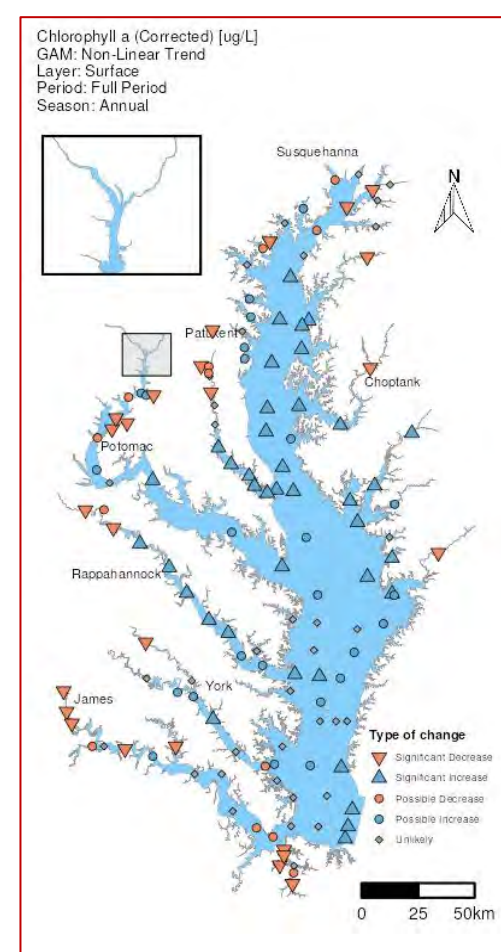 Chlorophyll a (Corrected) [ug/L]
GAM: Non-Linear Trend
Layer: Surface
Period: Full Period
Season: Annual
Susquehanna
N
Patuxent
Choptank
Potomac
Rappahannock
York
James
Type of change
Significant Decrease
Significant Increase
Possible Decrease
Possible Increase
Unlikely
0 25 50km